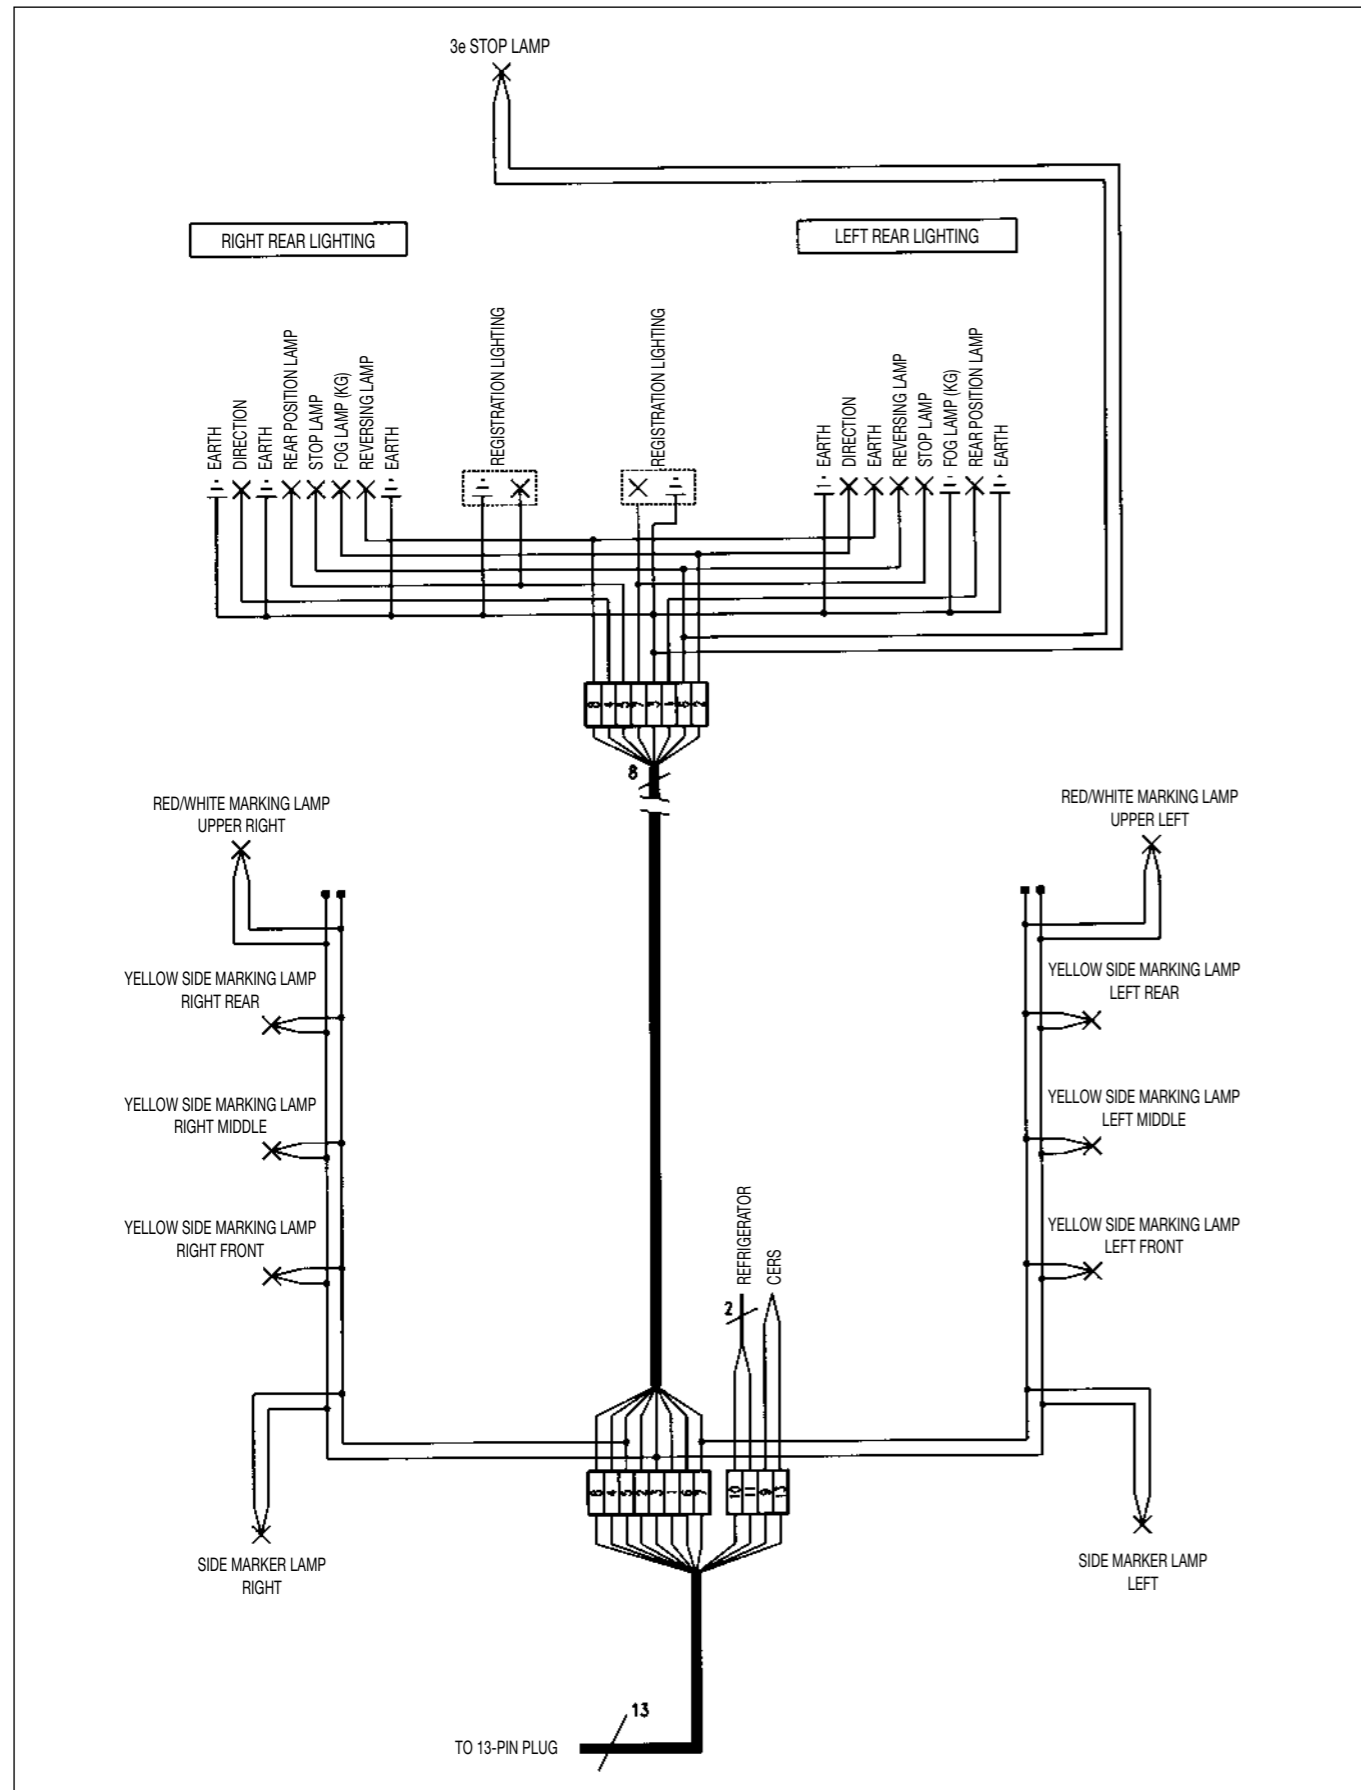 3e STOP LAMP
RIGHT REAR LIGHTING
LEFT REAR LIGHTING
EARTH
DIRECTION
EARTH
REAR POSITION LAMP
STOP LAMP
FOG LAMP (KG)
REVERSING LAMP
EARTH
REGISTRATION LIGHTING
REGISTRATION LIGHTING
EARTH
DIRECTION
EARTH
REVERSING LAMP
STOP LAMP
FOG LAMP (KG)
REAR POSITION LAMP
EARTH
8
RED/WHITE MARKING LAMP
UPPER RIGHT
RED/WHITE MARKING LAMP
UPPER LEFT
YELLOW SIDE MARKING LAMP
RIGHT REAR
YELLOW SIDE MARKING LAMP
LEFT REAR
YELLOW SIDE MARKING LAMP
RIGHT MIDDLE
YELLOW SIDE MARKING LAMP
LEFT MIDDLE
YELLOW SIDE MARKING LAMP
RIGHT FRONT
YELLOW SIDE MARKING LAMP
LEFT FRONT
REFRIGERATOR
CERS
2
10 11 9 13
SIDE MARKER LAMP
RIGHT
SIDE MARKER LAMP
LEFT
13
TO 13-PIN PLUG